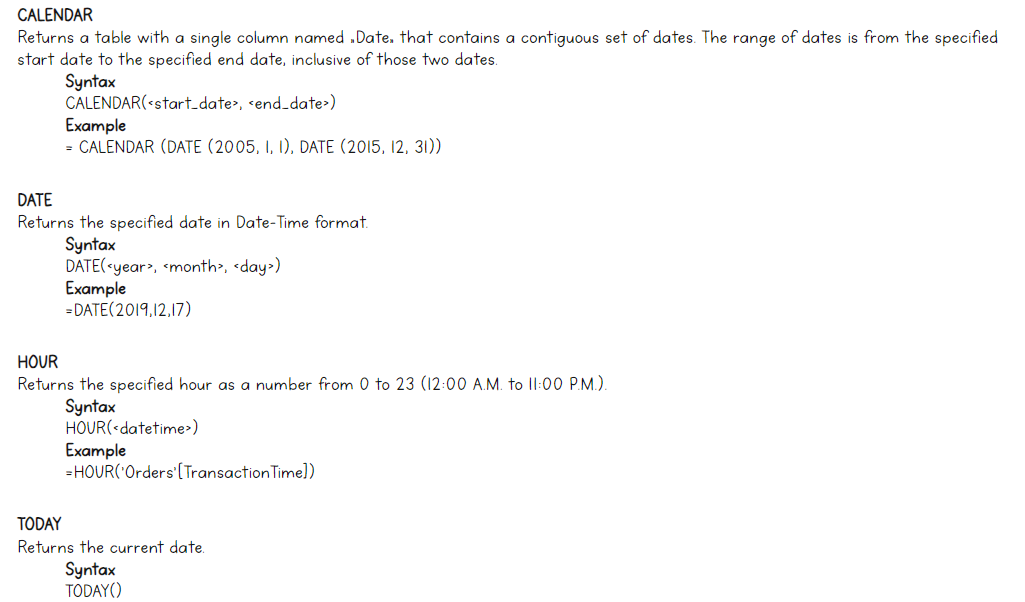 CALENDAR
Returns a table with a single column named "Date" that contains a contiguous set of dates. The range of dates is from the specified
start date to the specified end date, inclusive of those two dates.
Syntax
CALENDAR(<start_date>, <end_date>)
Example
= CALENDAR (DATE (2005, 1, 1), DATE (2015, 12, 31))
DATE
Returns the specified date in Date-Time format.
Syntax
DATE(<year>, <month>, <day>)
Example
=DATE(2019,12,17)
HOUR
Returns the specified hour as a number from 0 to 23 (12:00 A.M. to 11:00 P.M.).
Syntax
HOUR(<datetime>)
Example
=HOUR('Orders'[TransactionTime])
TODAY
Returns the current date.
Syntax
TODAY()